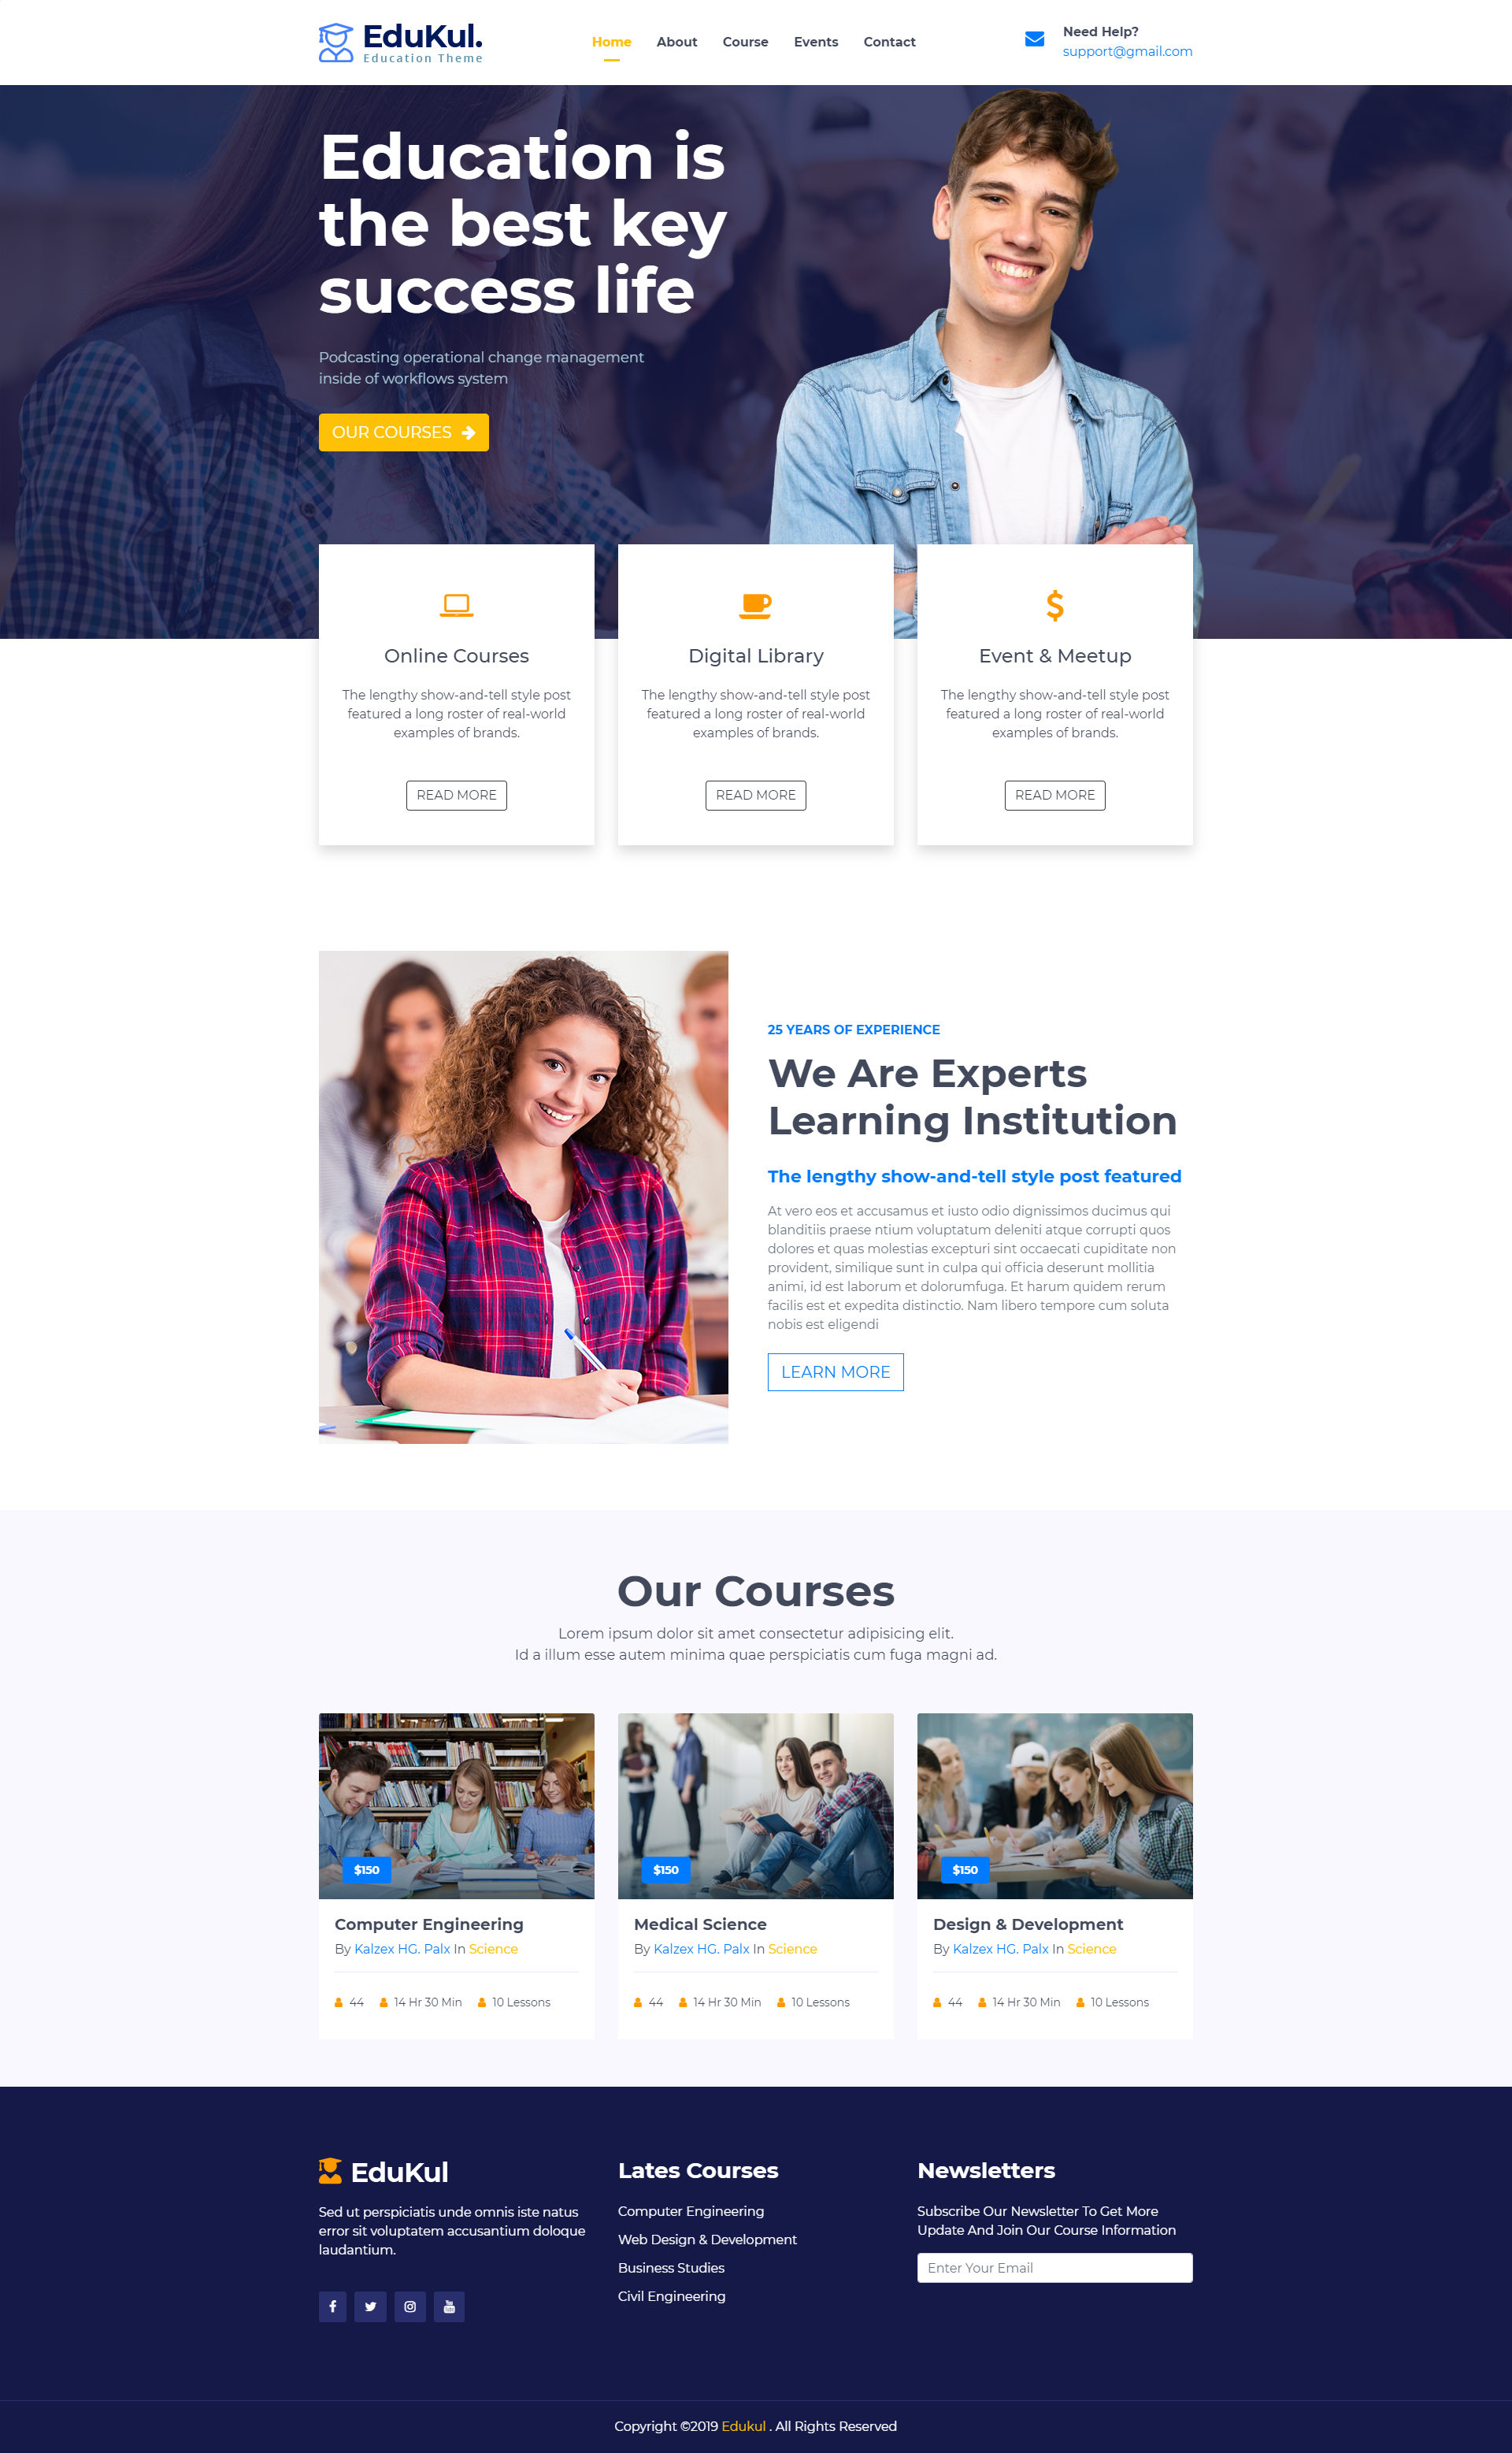 EduKul.
Education Theme
Home
About
Course
Events
Contact
Need Help?
support@gmail.com
Education is
the best key
success life
Podcasting operational change management
inside of workflows system
OUR COURSES
Online Courses
The lengthy show-and-tell style post
featured a long roster of real-world
examples of brands.
READ MORE
Digital Library
The lengthy show-and-tell style post
featured a long roster of real-world
examples of brands.
READ MORE
Event & Meetup
The lengthy show-and-tell style post
featured a long roster of real-world
examples of brands.
READ MORE
25 YEARS OF EXPERIENCE
We Are Experts
Learning Institution
The lengthy show-and-tell style post featured
At vero eos et accusamus et iusto odio dignissimos ducimus qui
blanditiis praese ntium voluptatum deleniti atque corrupti quos
dolores et quas molestias excepturi sint occaecati cupiditate non
provident, similique sunt in culpa qui officia deserunt mollitia
animi, id est laborum et dolorumfuga. Et harum quidem rerum
facilis est et expedita distinctio. Nam libero tempore cum soluta
nobis est eligendi
LEARN MORE
Our Courses
Lorem ipsum dolor sit amet consectetur adipisicing elit.
Id a illum esse autem minima quae perspiciatis cum fuga magni ad.
$150
Computer Engineering
By Kalzex HG. Palx In Science
44 14 Hr 30 Min 10 Lessons
$150
Medical Science
By Kalzex HG. Palx In Science
44 14 Hr 30 Min 10 Lessons
$150
Design & Development
By Kalzex HG. Palx In Science
44 14 Hr 30 Min 10 Lessons
EduKul
Sed ut perspiciatis unde omnis iste natus
error sit voluptatem accusantium doloque
laudantium.
Lates Courses
Computer Engineering
Web Design & Development
Business Studies
Civil Engineering
Newsletters
Subscribe Our Newsletter To Get More
Update And Join Our Course Information
Enter Your Email
Copyright ©2019 Edukul . All Rights Reserved